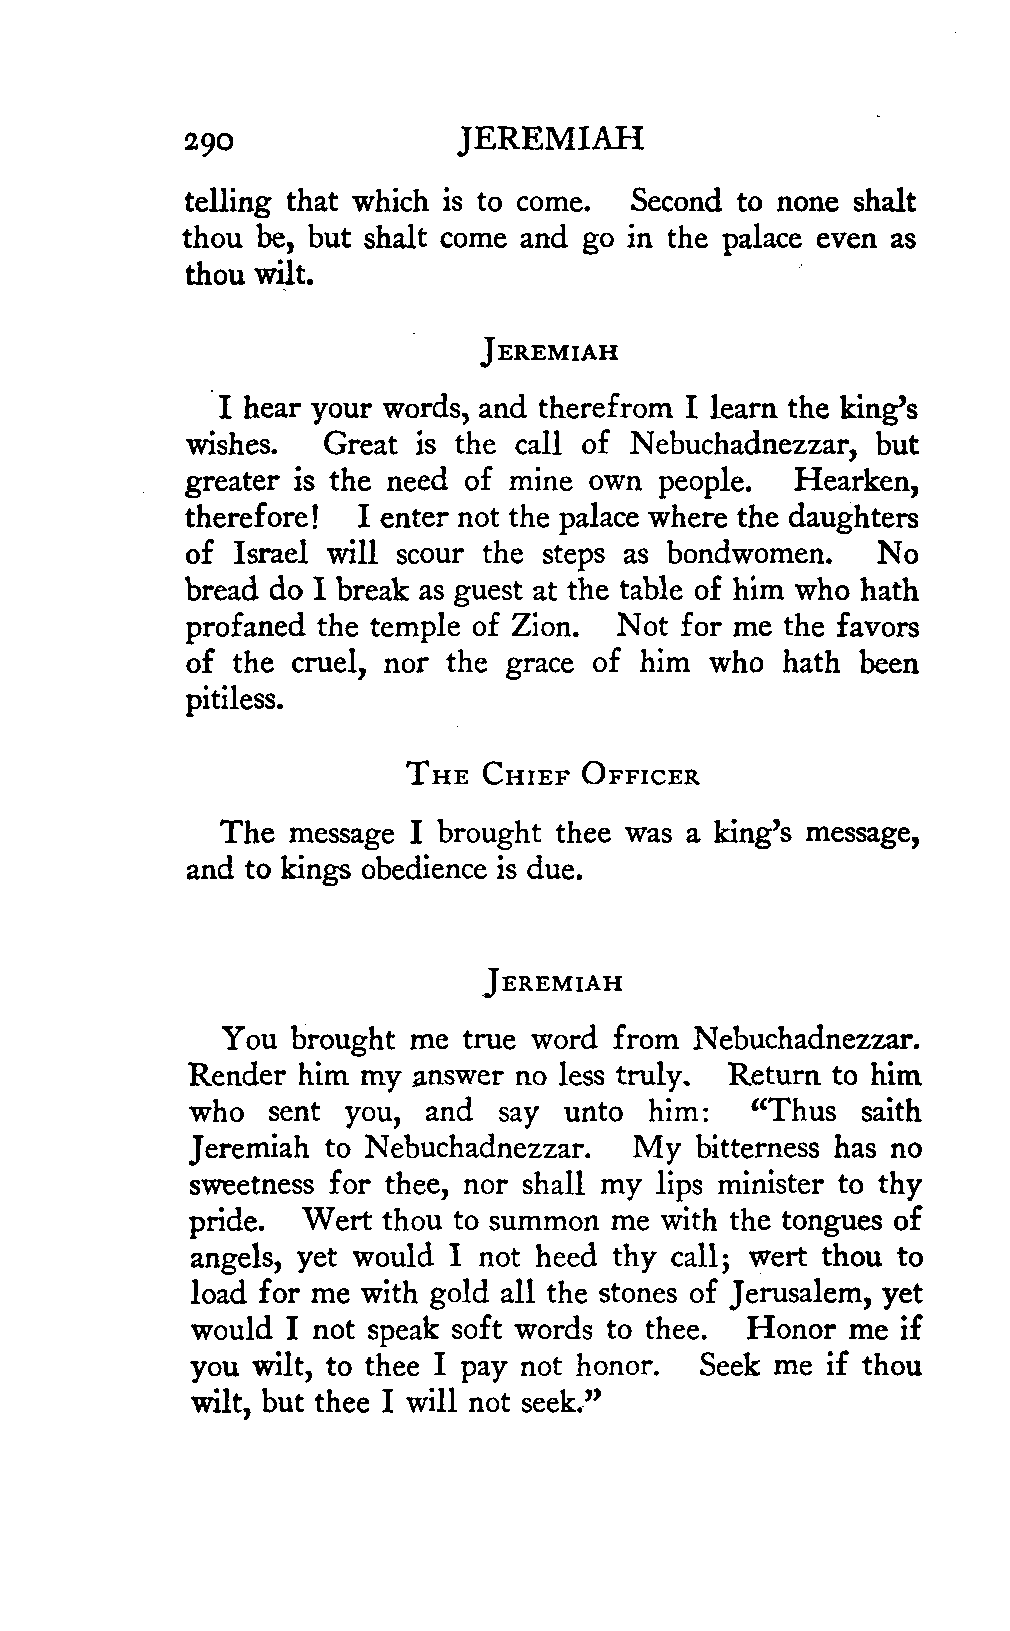 290 JEREMIAH
telling that which is to come. Second to none shalt
thou be, but shalt come and go in the palace even as
thou wilt.
JEREMIAH
I hear your words, and therefrom I learn the king's
wishes. Great is the call of Nebuchadnezzar, but
greater is the need of mine own people. Hearken,
therefore! I enter not the palace where the daughters
of Israel will scour the steps as bondwomen. No
bread do I break as guest at the table of him who hath
profaned the temple of Zion. Not for me the favors
of the cruel, nor the grace of him who hath been
pitiless.
THE CHIEF OFFICER
The message I brought thee was a king's message,
and to kings obedience is due.
JEREMIAH
You brought me true word from Nebuchadnezzar.
Render him my answer no less truly. Return to him
who sent you, and say unto him: "Thus saith
Jeremiah to Nebuchadnezzar. My bitterness has no
sweetness for thee, nor shall my lips minister to thy
pride. Wert thou to summon me with the tongues of
angels, yet would I not heed thy call; wert thou to
load for me with gold all the stones of Jerusalem, yet
would I not speak soft words to thee. Honor me if
you wilt, to thee I pay not honor. Seek me if thou
wilt, but thee I will not seek."